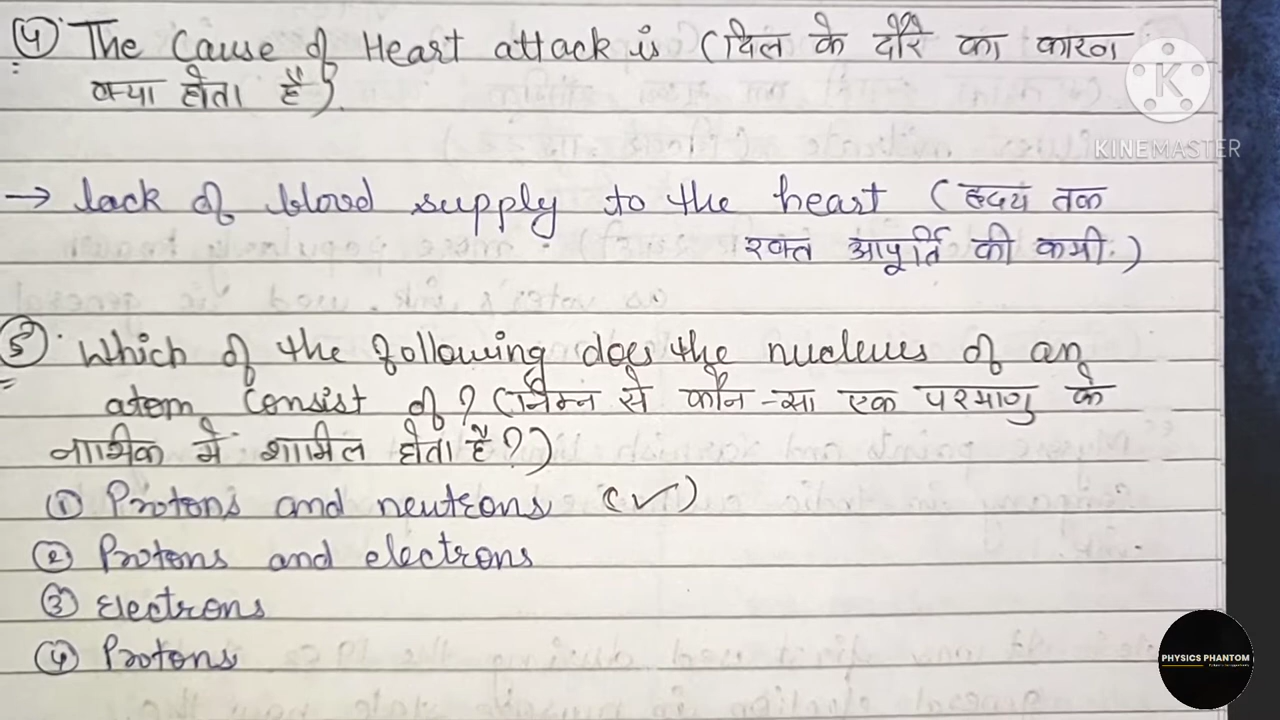 ④ The Cause of Heart attack is (दिल के दौरे का कारण
क्या होता है).
K
KINEMASTER
→ lack of blood supply to the heart (हृदय तक
रक्त आपूर्ति की कमी.)
⑤ Which of the following does the nucleus of an
atom consist of? (निम्न से कौन-सा एक परमाणु के
नाभिक में शामिल होता है?)
① Protons and neutrons (✓)
② Protons and electrons
③ Electrons
④ Protons
PHYSICS PHANTOM